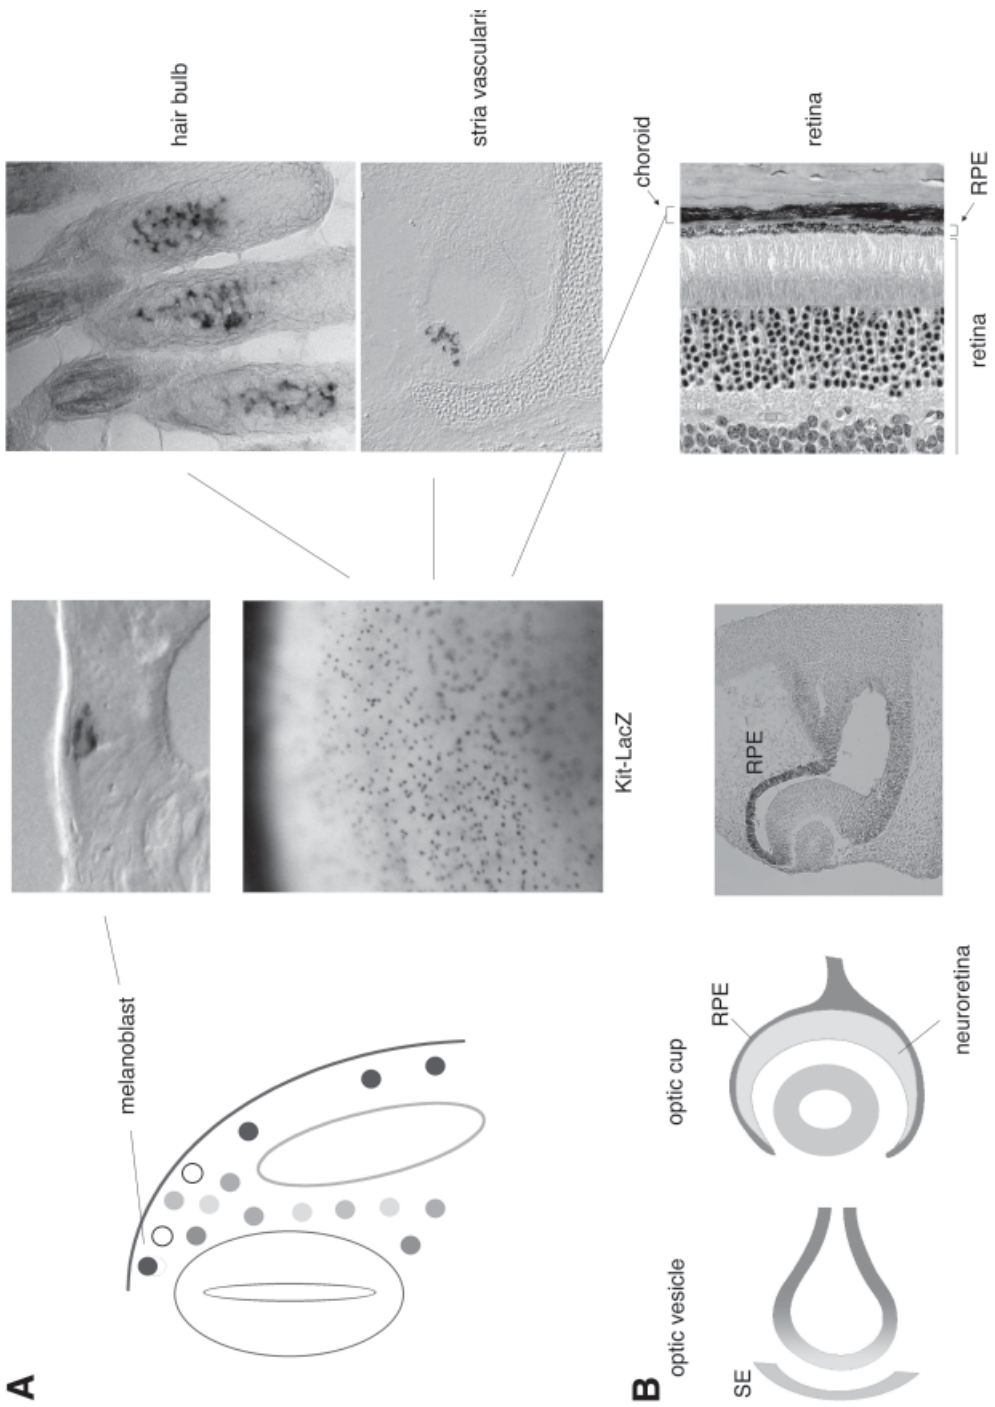 A
melanoblast
Kit-LacZ
hair bulb
stria vascularis
choroid
B
SE
optic vesicle
optic cup
RPE
neuroretina
RPE
retina
retina
RPE